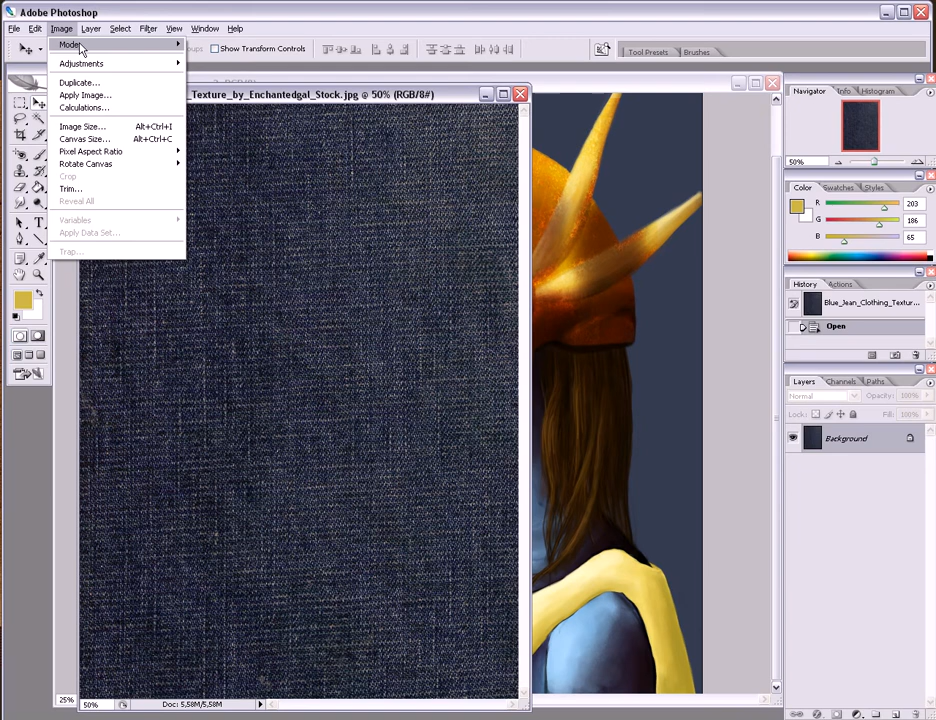 Adobe Photoshop
File Edit Image Layer Select Filter View Window Help
Show Transform Controls
Tool Presets Brushes
Mode
Adjustments
Duplicate...
Apply Image...
Calculations...
Image Size... Alt+Ctrl+I
Canvas Size... Alt+Ctrl+C
Pixel Aspect Ratio
Rotate Canvas
Crop
Trim...
Reveal All
Variables
Apply Data Set...
Trap...
_Texture_by_Enchantedgal_Stock.jpg @ 50% (RGB/8#)
Navigator Info Histogram
50%
Color Swatches Styles
R 203
G 186
B 65
History Actions
Blue_Jean_Clothing_Textur...
Open
Layers Channels Paths
Normal Opacity: 100%
Lock: Fill: 100%
Background
25%
50% Doc: 5,58M/5,58M